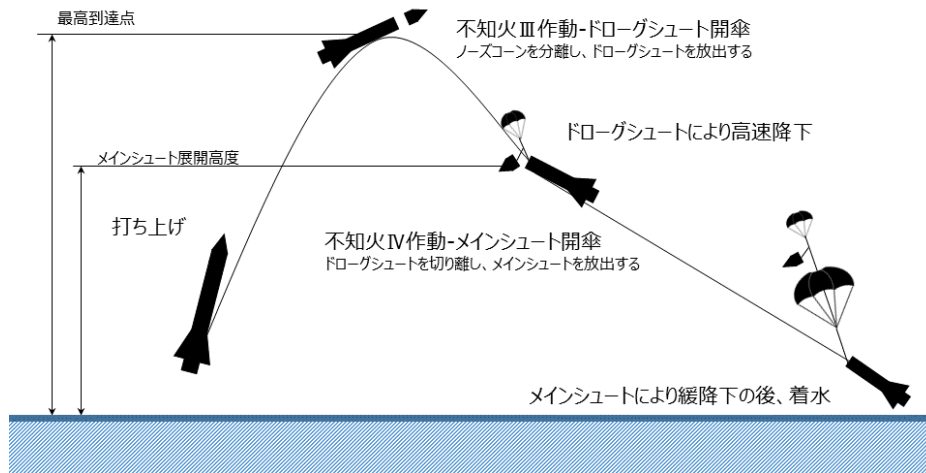 最高到達点
不知火Ⅲ作動-ドローグシュート開傘
ノーズコーンを分離し、ドローグシュートを放出する
ドローグシュートにより高速降下
メインシュート展開高度
打ち上げ
不知火Ⅳ作動-メインシュート開傘
ドローグシュートを切り離し、メインシュートを放出する
メインシュートにより緩降下の後、着水